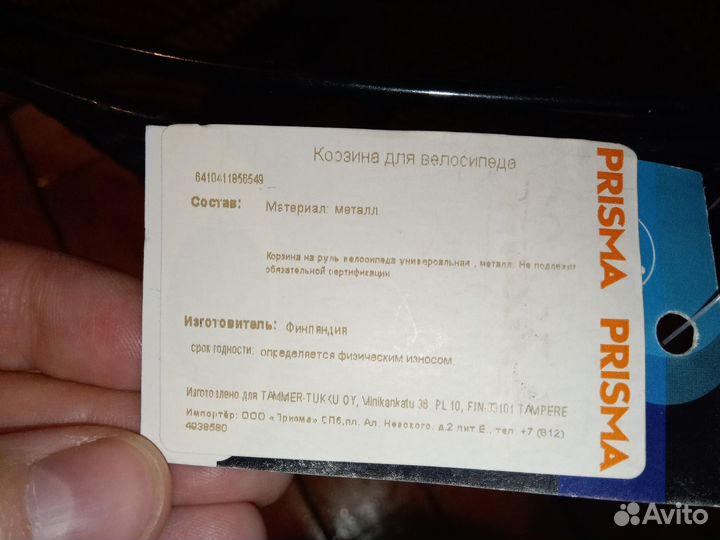 Корзина для велосипеда
6410411856549
Состав: Материал: металл
Корзина на руль велосипеда универсальная , металл. Не подлежит
обязательной сертификации
Изготовитель: Финляндия
срок годности: определяется физическим износом.
Изготовлено для TAMMER-TUKKU OY, Viinikankatu 36 PL 10, FIN-33101 TAMPERE
Импортёр: ООО «Призма» СПб,пл. Ал. Невского, д.2 лит Е., тел. +7 (812)
4938580
PRISMA PRISMA
Avito